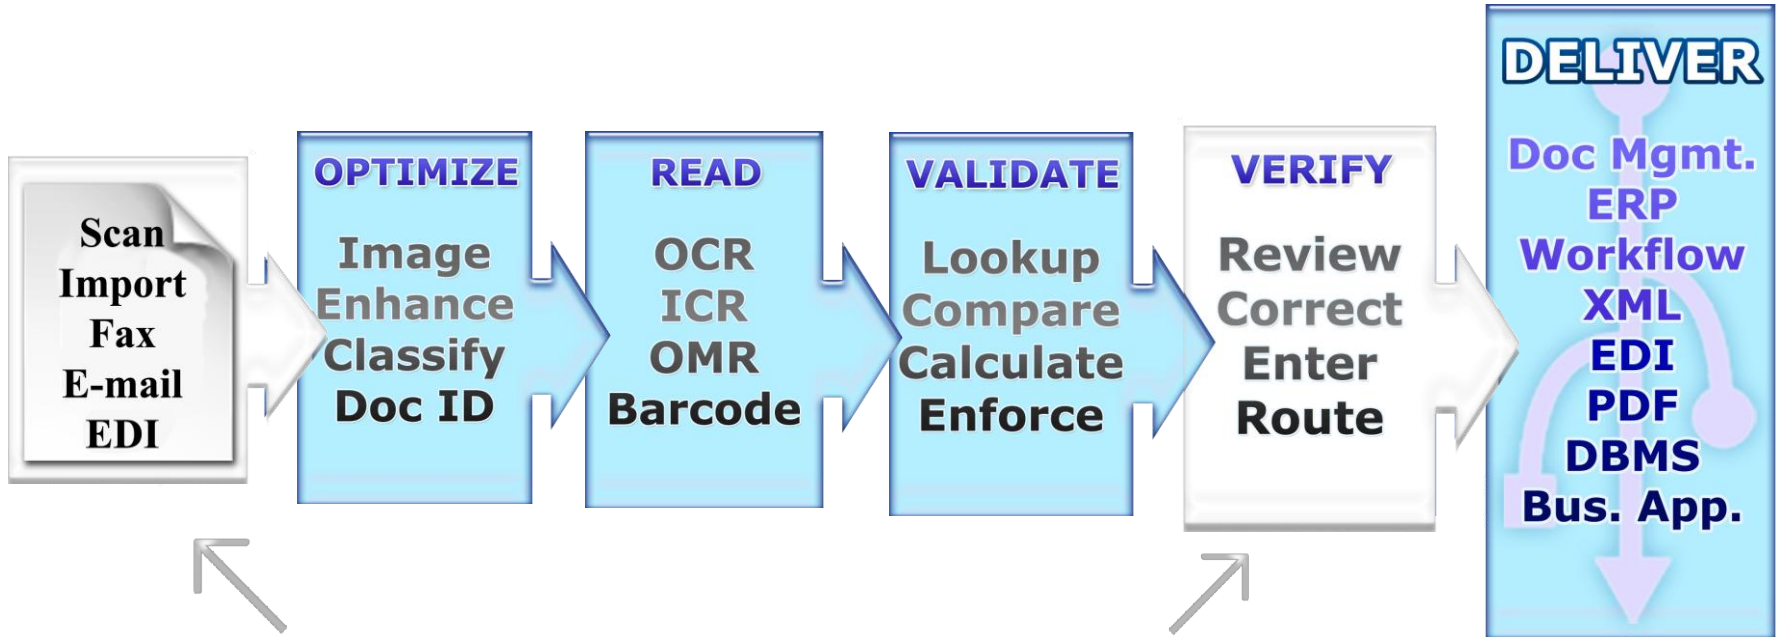 Scan
Import
Fax
E-mail
EDI
OPTIMIZE
Image
Enhance
Classify
Doc ID
READ
OCR
ICR
OMR
Barcode
VALIDATE
Lookup
Compare
Calculate
Enforce
VERIFY
Review
Correct
Enter
Route
DELIVER
Doc Mgmt.
ERP
Workflow
XML
EDI
PDF
DBMS
Bus. App.